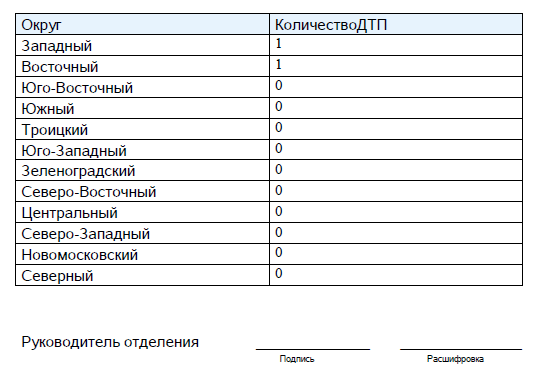 Округ КоличествоДТП
Западный 1
Восточный 1
Юго-Восточный 0
Южный 0
Троицкий 0
Юго-Западный 0
Зеленоградский 0
Северо-Восточный 0
Центральный 0
Северо-Западный 0
Новомосковский 0
Северный 0
Руководитель отделения
Подпись Расшифровка